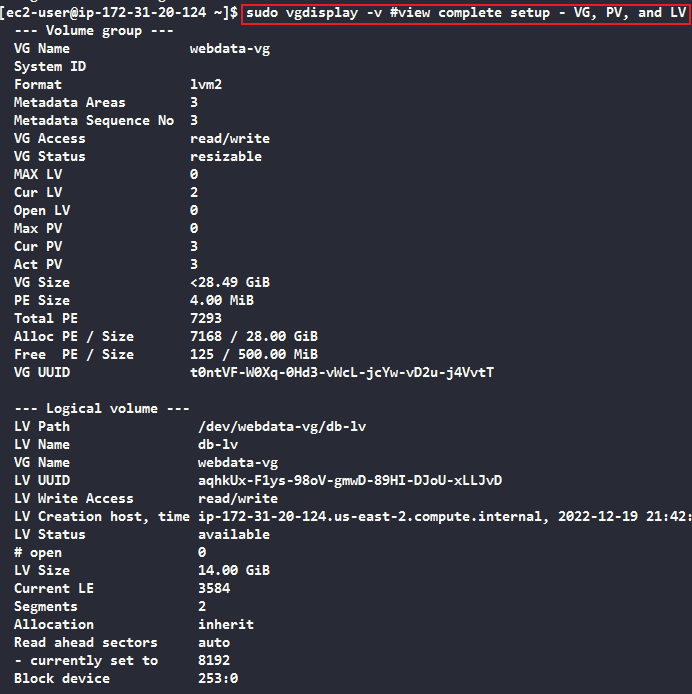 [ec2-user@ip-172-31-20-124 ~]$ sudo vgdisplay -v #view complete setup - VG, PV, and LV
--- Volume group ---
VG Name webdata-vg
System ID
Format lvm2
Metadata Areas 3
Metadata Sequence No 3
VG Access read/write
VG Status resizable
MAX LV 0
Cur LV 2
Open LV 0
Max PV 0
Cur PV 3
Act PV 3
VG Size <28.49 GiB
PE Size 4.00 MiB
Total PE 7293
Alloc PE / Size 7168 / 28.00 GiB
Free PE / Size 125 / 500.00 MiB
VG UUID t0ntVF-W0Xq-0Hd3-vWcL-jcYw-vD2u-j4VvtT
--- Logical volume ---
LV Path /dev/webdata-vg/db-lv
LV Name db-lv
VG Name webdata-vg
LV UUID aqhkUx-F1ys-98oV-gmwD-89HI-DJoU-xLLJvD
LV Write Access read/write
LV Creation host, time ip-172-31-20-124.us-east-2.compute.internal, 2022-12-19 21:42:
LV Status available
# open 0
LV Size 14.00 GiB
Current LE 3584
Segments 2
Allocation inherit
Read ahead sectors auto
- currently set to 8192
Block device 253:0